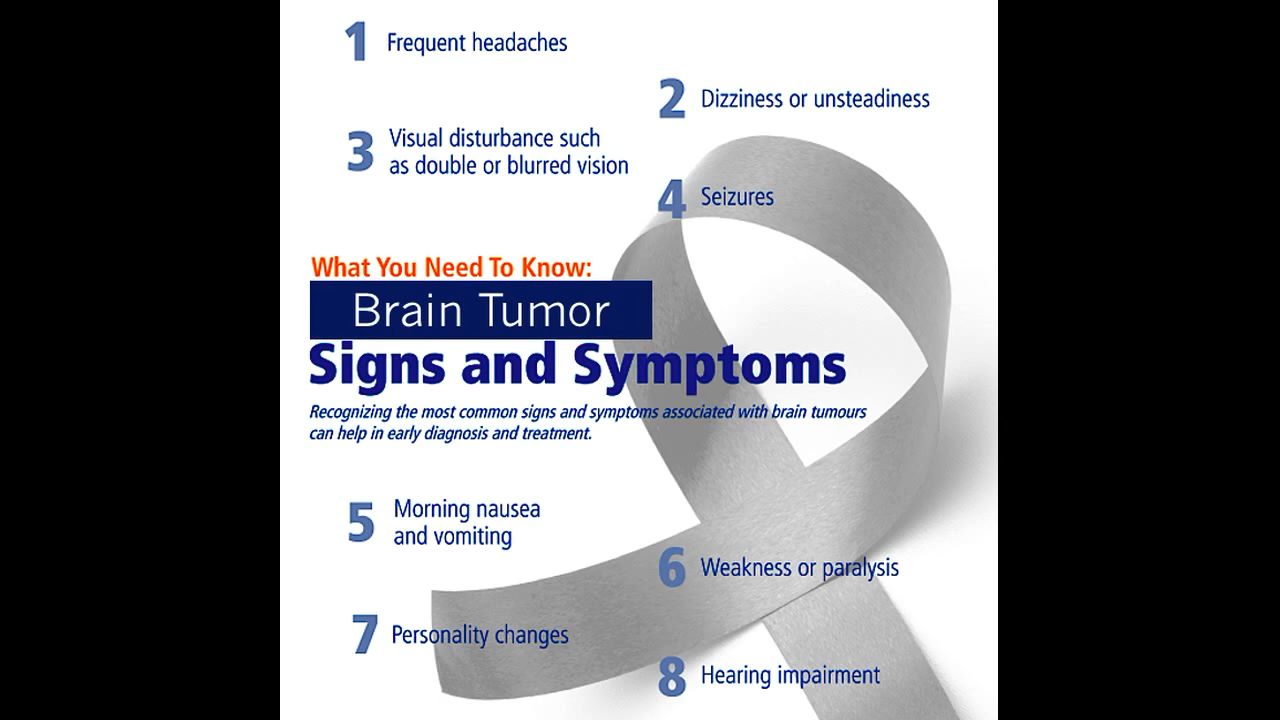 1 Frequent headaches
2 Dizziness or unsteadiness
3 Visual disturbance such
as double or blurred vision
4 Seizures
What You Need To Know:
Brain Tumor
Signs and Symptoms
Recognizing the most common signs and symptoms associated with brain tumours
can help in early diagnosis and treatment.
5 Morning nausea
and vomiting
6 Weakness or paralysis
7 Personality changes
8 Hearing impairment